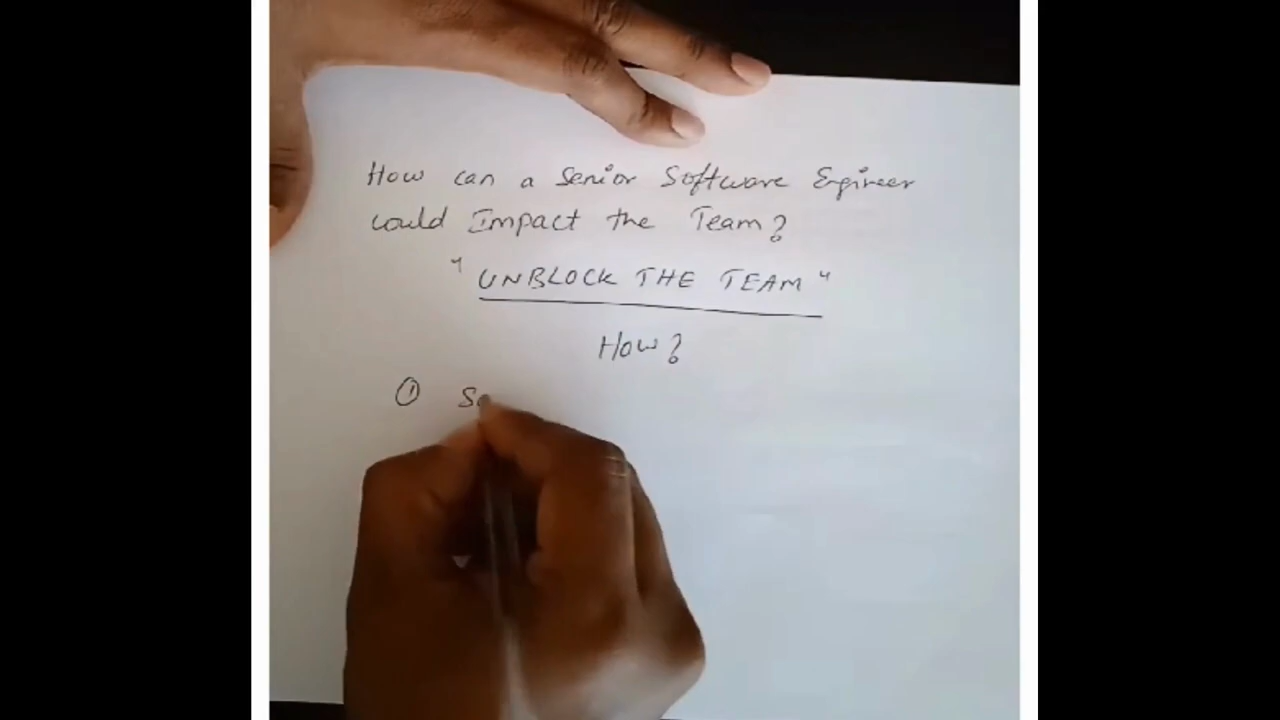 How can a Senior Software Engineer
could Impact the Team?
"UNBLOCK THE TEAM"
How?
①